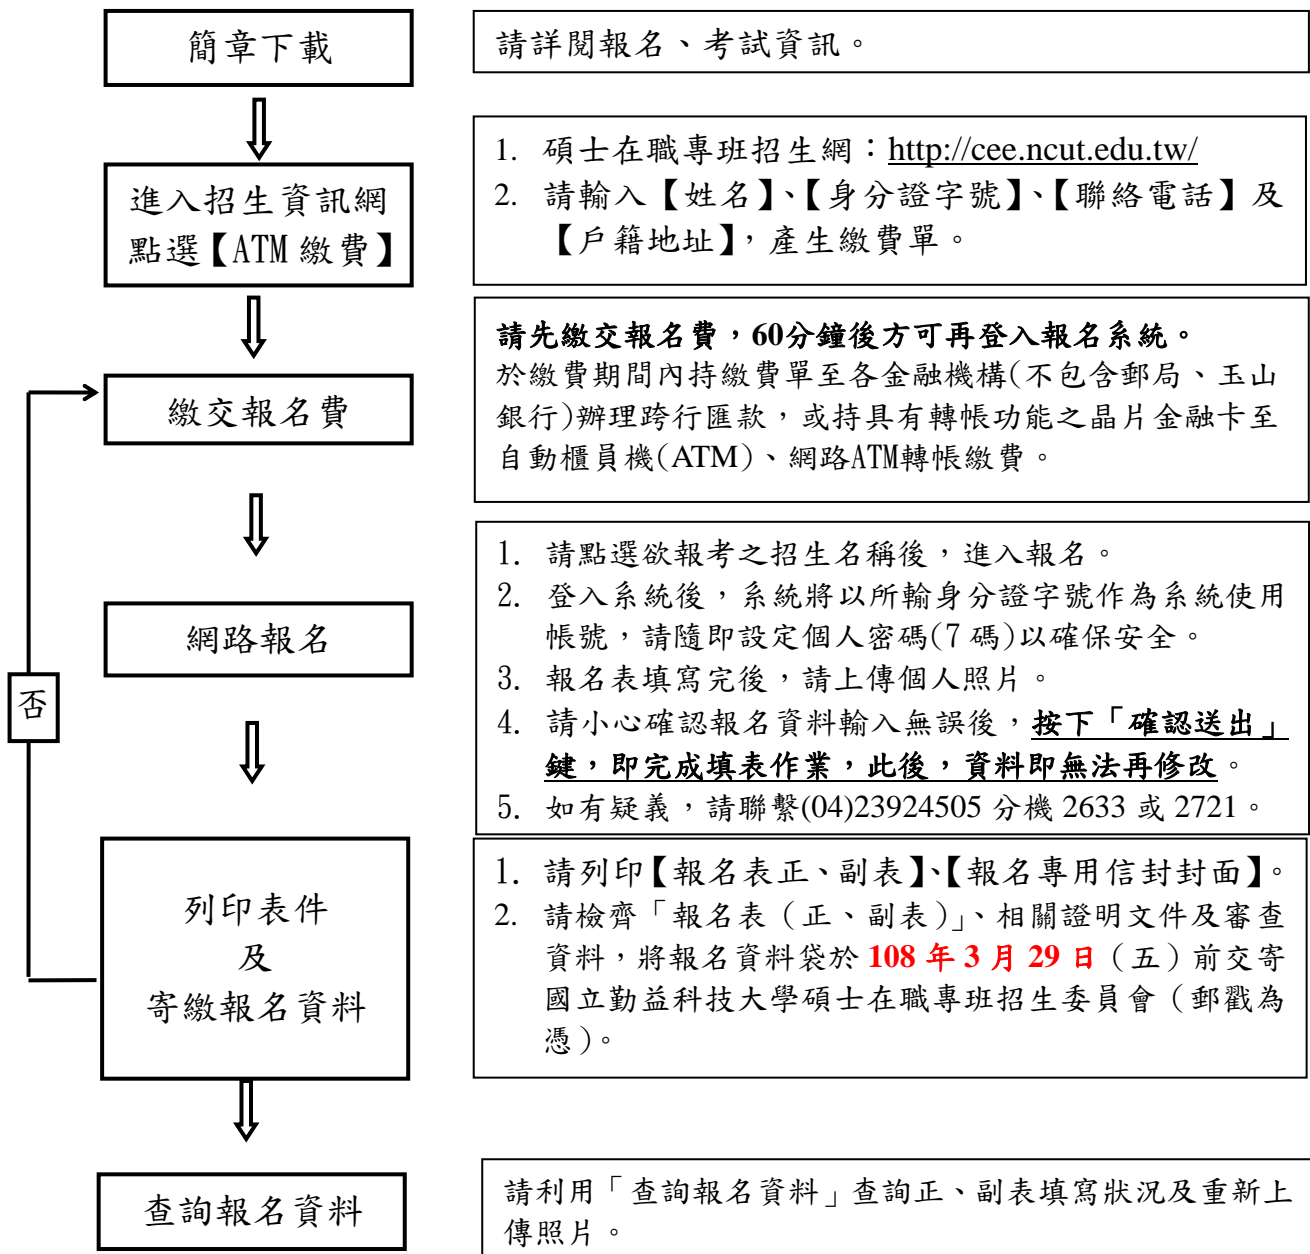 簡章下載
請詳閱報名、考試資訊。
進入招生資訊網
點選【ATM 繳費】
1. 碩士在職專班招生網：http://cee.ncut.edu.tw/
2. 請輸入【姓名】、【身分證字號】、【聯絡電話】及
【戶籍地址】，產生繳費單。
繳交報名費
請先繳交報名費，60分鐘後方可再登入報名系統。
於繳費期間內持繳費單至各金融機構(不包含郵局、玉山
銀行)辦理跨行匯款，或持具有轉帳功能之晶片金融卡至
自動櫃員機(ATM)、網路ATM轉帳繳費。
網路報名
1. 請點選欲報考之招生名稱後，進入報名。
2. 登入系統後，系統將以所輸身分證字號作為系統使用
帳號，請隨即設定個人密碼(7 碼)以確保安全。
3. 報名表填寫完後，請上傳個人照片。
4. 請小心確認報名資料輸入無誤後，按下「確認送出」
鍵，即完成填表作業，此後，資料即無法再修改。
5. 如有疑義，請聯繫(04)23924505 分機 2633 或 2721。
否
列印表件
及
寄繳報名資料
1. 請列印【報名表正、副表】、【報名專用信封封面】。
2. 請檢齊「報名表（正、副表）」、相關證明文件及審查
資料，將報名資料袋於 108 年 3 月 29 日（五）前交寄
國立勤益科技大學碩士在職專班招生委員會（郵戳為
憑）。
查詢報名資料
請利用「查詢報名資料」查詢正、副表填寫狀況及重新上
傳照片。